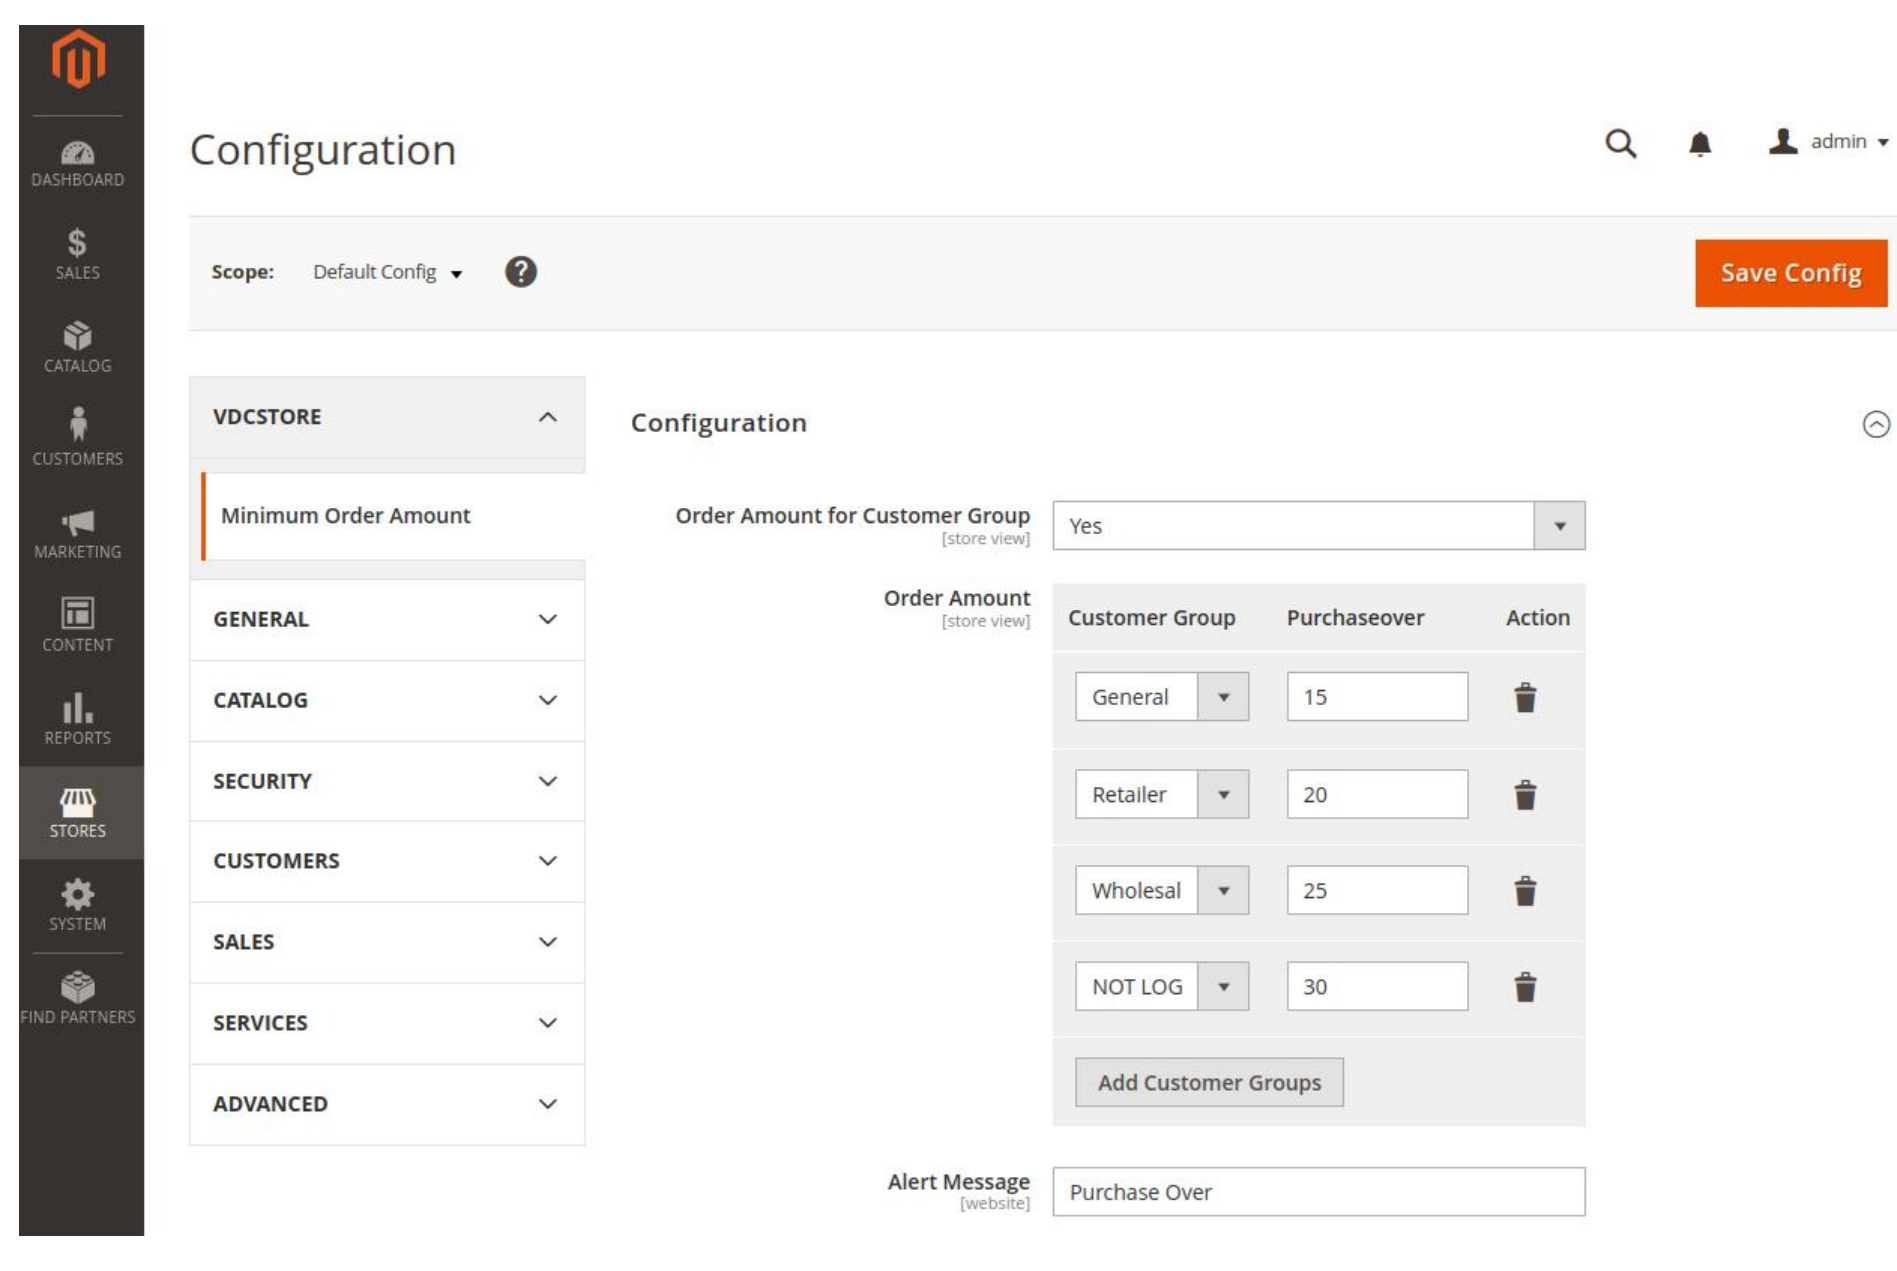 Configuration
admin
DASHBOARD
SALES
CATALOG
CUSTOMERS
MARKETING
CONTENT
REPORTS
STORES
SYSTEM
FIND PARTNERS
Scope: Default Config
Save Config
VDCSTORE
Minimum Order Amount
GENERAL
CATALOG
SECURITY
CUSTOMERS
SALES
SERVICES
ADVANCED
Configuration
Order Amount for Customer Group
[store view]
Yes
Order Amount
[store view]
Customer Group Purchaseover Action
General 15
Retailer 20
Wholesal 25
NOT LOG 30
Add Customer Groups
Alert Message
[website]
Purchase Over